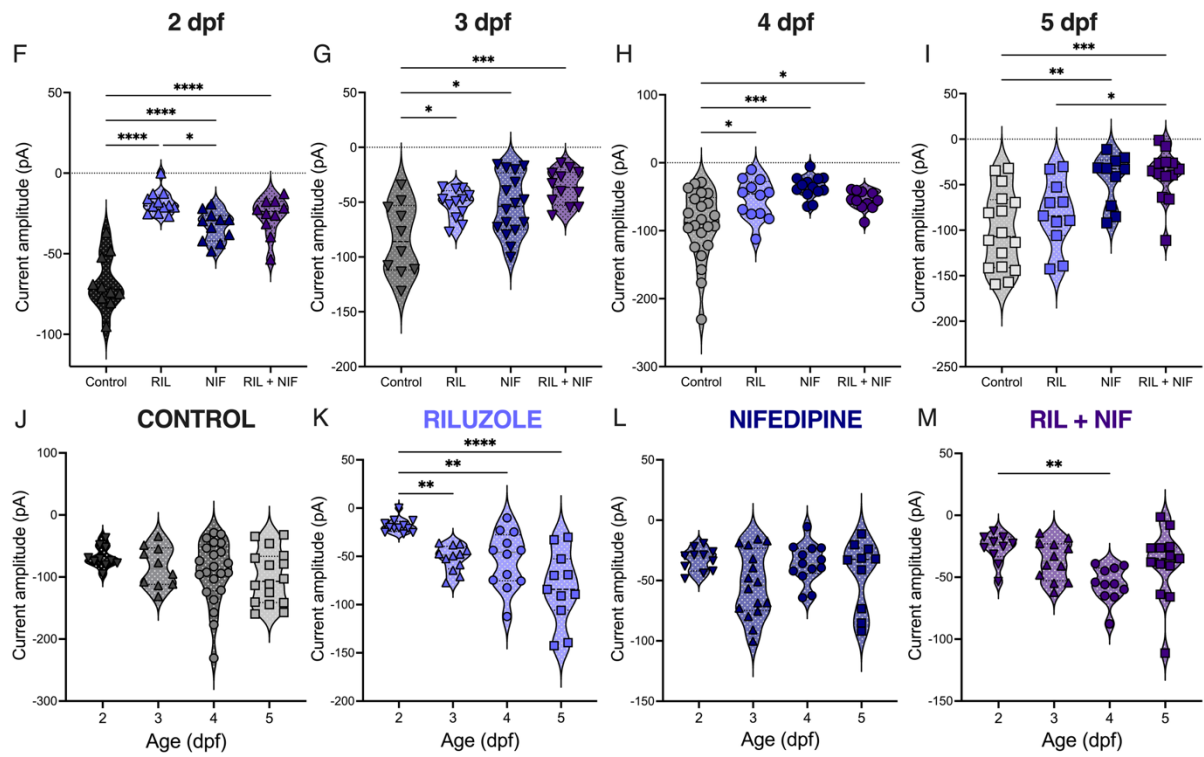 2 dpf
3 dpf
4 dpf
5 dpf
F
Current amplitude (pA)
50
0
-50
-100
****
****
****
*
Control
RIL
NIF
RIL + NIF
G
Current amplitude (pA)
50
0
-50
-100
-150
-200
***
*
*
Control
RIL
NIF
RIL + NIF
H
Current amplitude (pA)
100
0
-100
-200
-300
*
***
*
Control
RIL
NIF
RIL + NIF
I
Current amplitude (pA)
50
0
-50
-100
-150
-200
-250
***
**
*
Control
RIL
NIF
RIL + NIF
J
CONTROL
Current amplitude (pA)
100
0
-100
-200
-300
2
3
4
5
Age (dpf)
K
RILUZOLE
Current amplitude (pA)
50
0
-50
-100
-150
-200
****
**
**
2
3
4
5
Age (dpf)
L
NIFEDIPINE
Current amplitude (pA)
50
0
-50
-100
-150
2
3
4
5
Age (dpf)
M
RIL + NIF
Current amplitude (pA)
50
0
-50
-100
-150
**
2
3
4
5
Age (dpf)